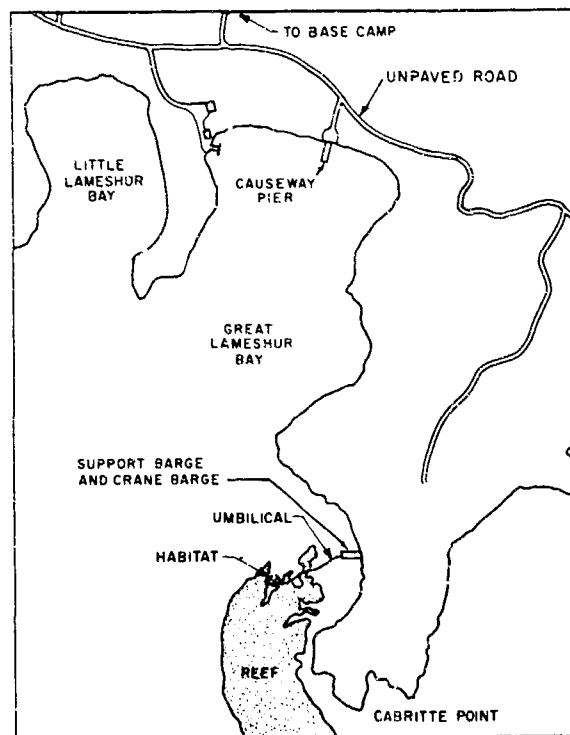 TO BASE CAMP
UNPAVED ROAD
LITTLE
LAMESHUR
BAY
CAUSEWAY
PIER
GREAT
LAMESHUR
BAY
SUPPORT BARGE
AND CRANE BARGE
UMBILICAL
HABITAT
REEF
CABRITTE POINT